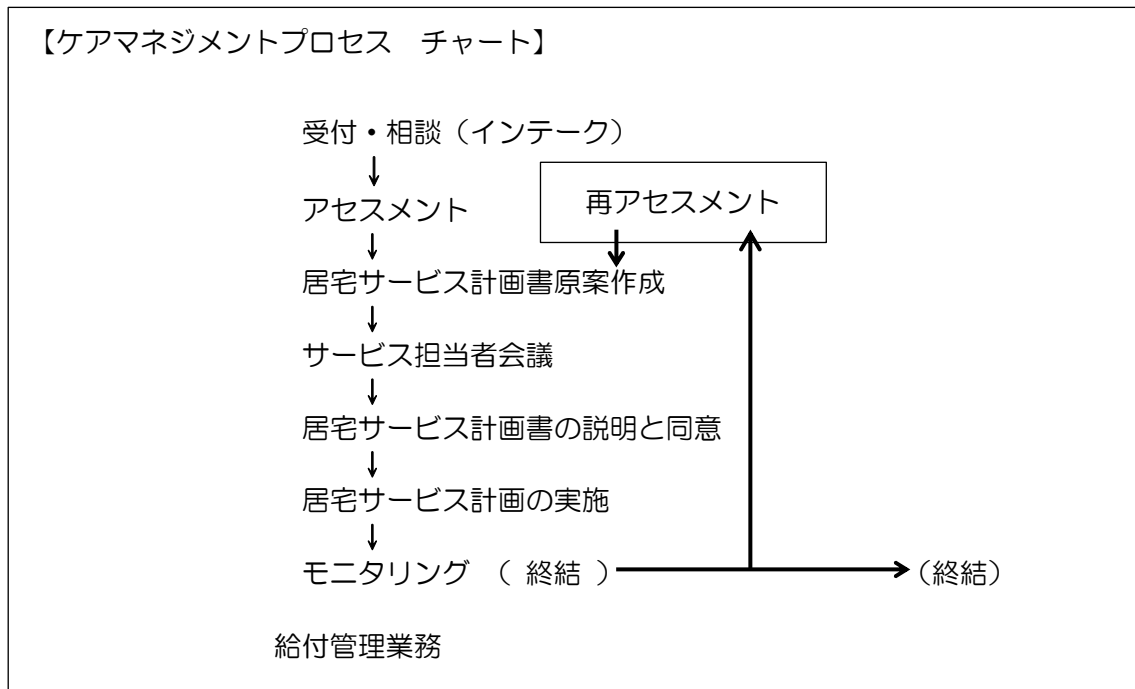 【ケアマネジメントプロセス　チャート】
受付・相談（インテーク）
アセスメント
再アセスメント
居宅サービス計画書原案作成
サービス担当者会議
居宅サービス計画書の説明と同意
居宅サービス計画の実施
モニタリング　（ 終結 ）
（終結）
給付管理業務